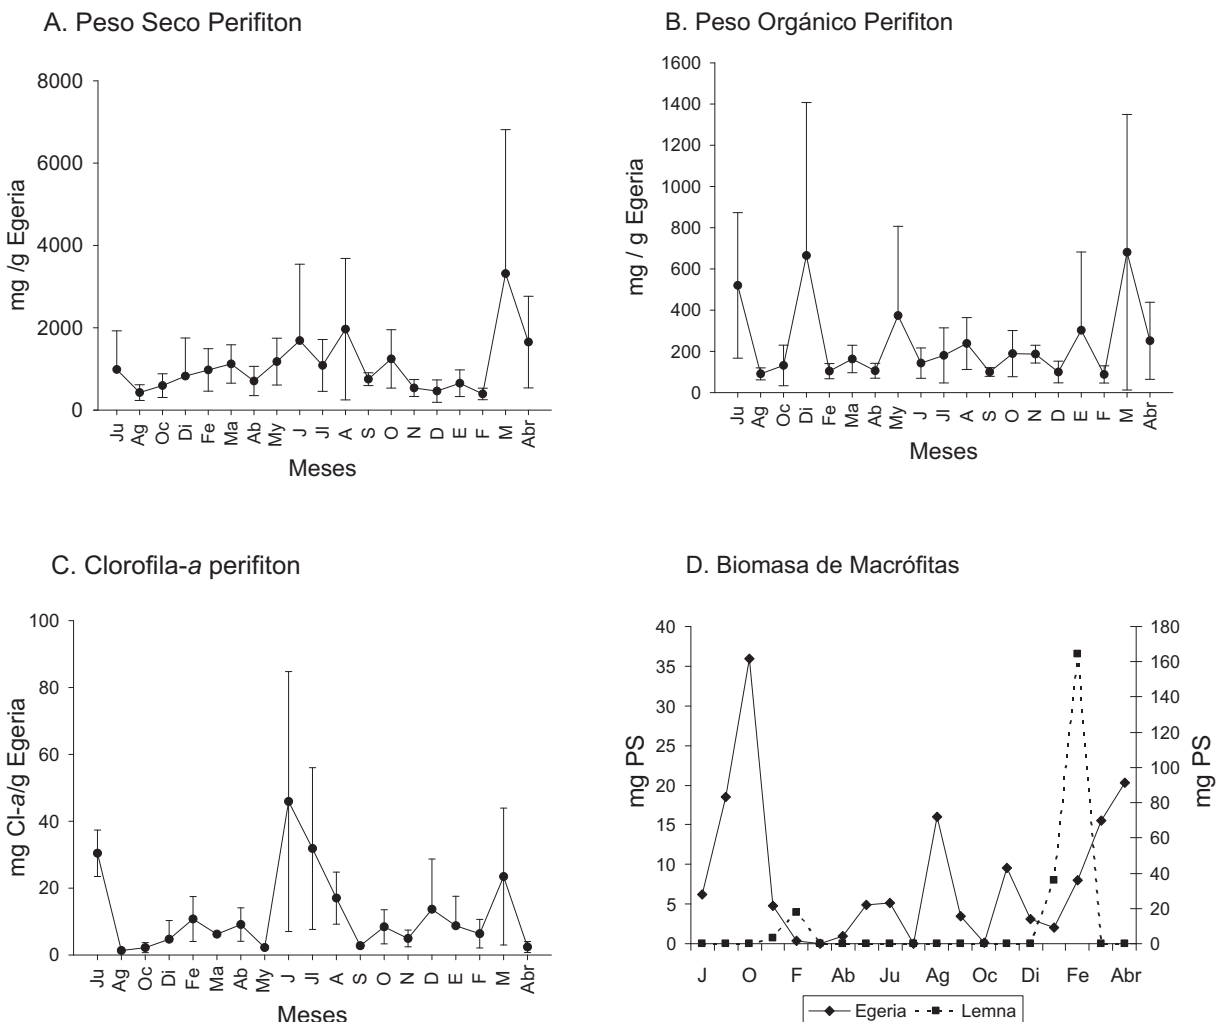 A. Peso Seco Perifiton
8000
6000
4000
2000
0
mg /g Egeria
Ju Ag Oc Di Fe Ma Ab My J Jl A S O N D E F M Abr
Meses
B. Peso Orgánico Perifiton
1600
1400
1200
1000
800
600
400
200
0
mg / g Egeria
Ju Ag Oc Di Fe Ma Ab My J Jl A S O N D E F M Abr
Meses
C. Clorofila-a perifiton
100
80
60
40
20
0
mg Cl-a/g Egeria
Ju Ag Oc Di Fe Ma Ab My J Jl A S O N D E F M Abr
Meses
D. Biomasa de Macrófitas
40
35
30
25
20
15
10
5
0
mg PS
180
160
140
120
100
80
60
40
20
0
mg PS
J O F Ab Ju Ag Oc Di Fe Abr
Egeria Lemna